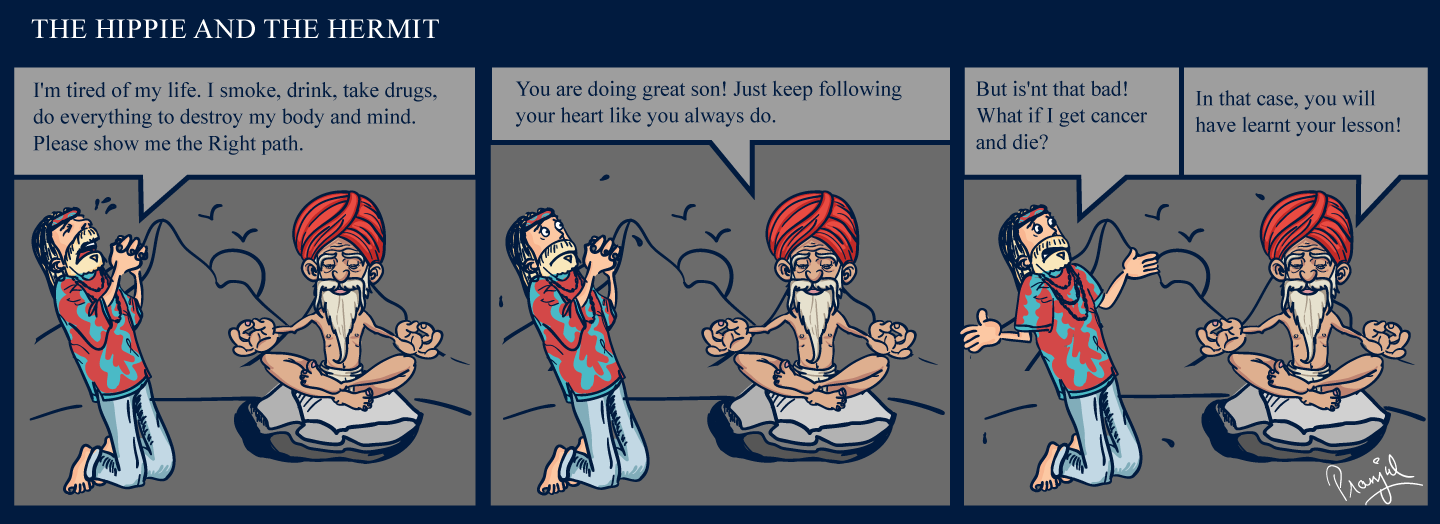 THE HIPPIE AND THE HERMIT
I'm tired of my life. I smoke, drink, take drugs,
do everything to destroy my body and mind.
Please show me the Right path.
You are doing great son! Just keep following
your heart like you always do.
But is'nt that bad!
What if I get cancer
and die?
In that case, you will
have learnt your lesson!
Pranjul